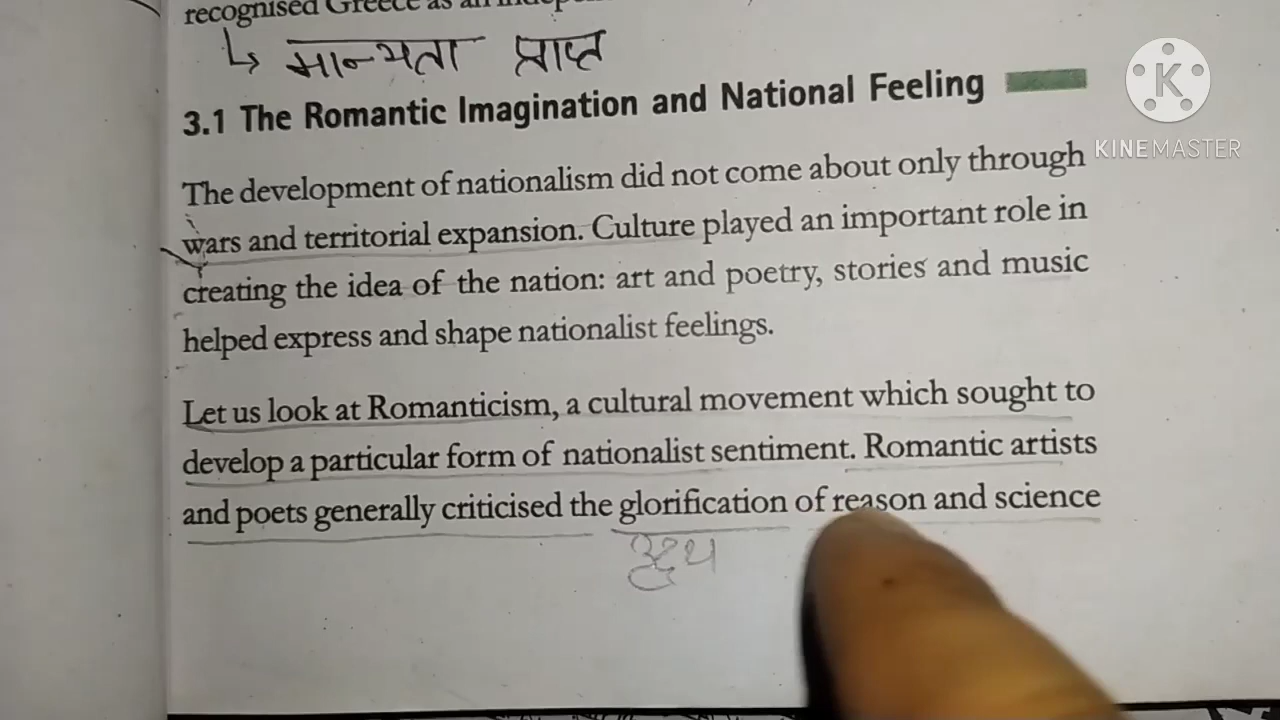 recognised Greece as an indepen
↳ मान्यता प्राप्त
3.1 The Romantic Imagination and National Feeling
K
KINEMASTER
The development of nationalism did not come about only through
wars and territorial expansion. Culture played an important role in
creating the idea of the nation: art and poetry, stories and music
helped express and shape nationalist feelings.
Let us look at Romanticism, a cultural movement which sought to
develop a particular form of nationalist sentiment. Romantic artists
and poets generally criticised the glorification of reason and science